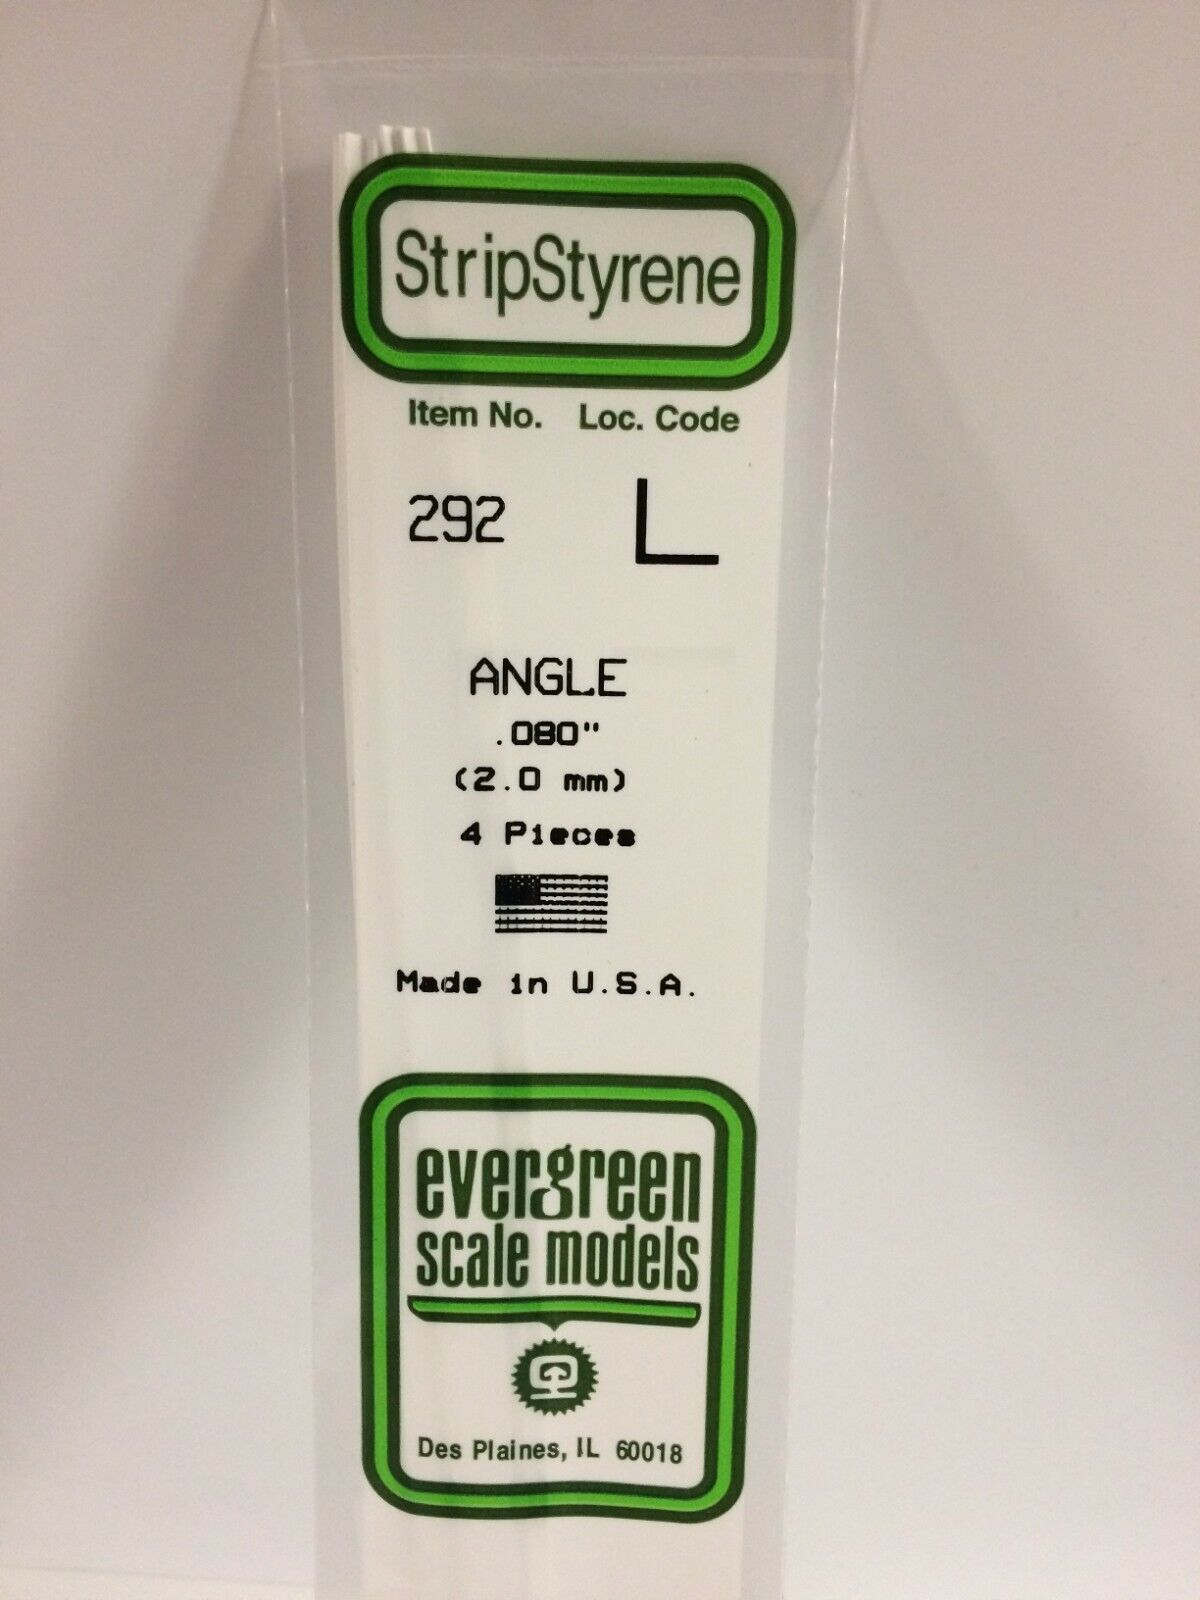 StripStyrene
Item No. Loc. Code
292 L
ANGLE
.080"
(2.0 mm)
4 Pieces
Made in U.S.A.
evergreen
scale models
Des Plaines, IL 60018